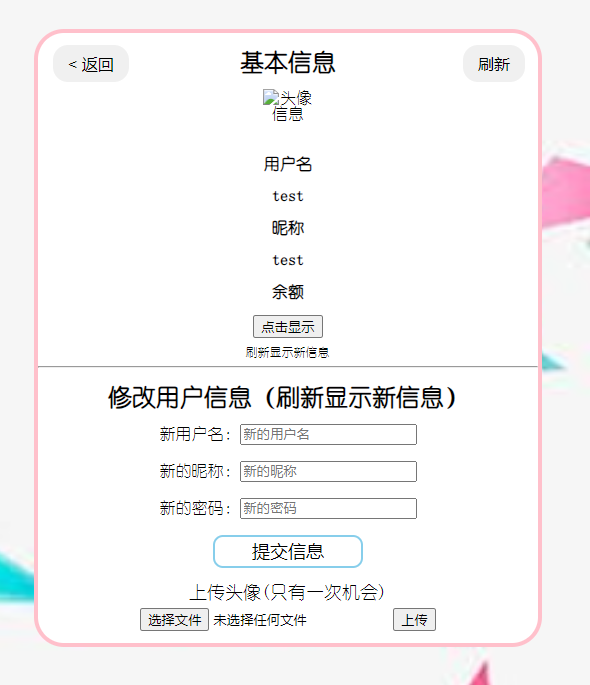 < 返回 基本信息 刷新
头像
信息
用户名
test
昵称
test
余额
点击显示
刷新显示新信息
修改用户信息（刷新显示新信息）
新用户名: 新的用户名
新的昵称: 新的昵称
新的密码: 新的密码
提交信息
上传头像(只有一次机会)
选择文件 未选择任何文件 上传